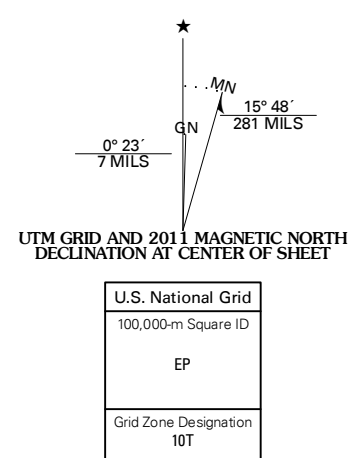 ★
MN
GN
15° 48´
281 MILS
0° 23´
7 MILS
UTM GRID AND 2011 MAGNETIC NORTH
DECLINATION AT CENTER OF SHEET
U.S. National Grid
100,000-m Square ID
EP
Grid Zone Designation
10T